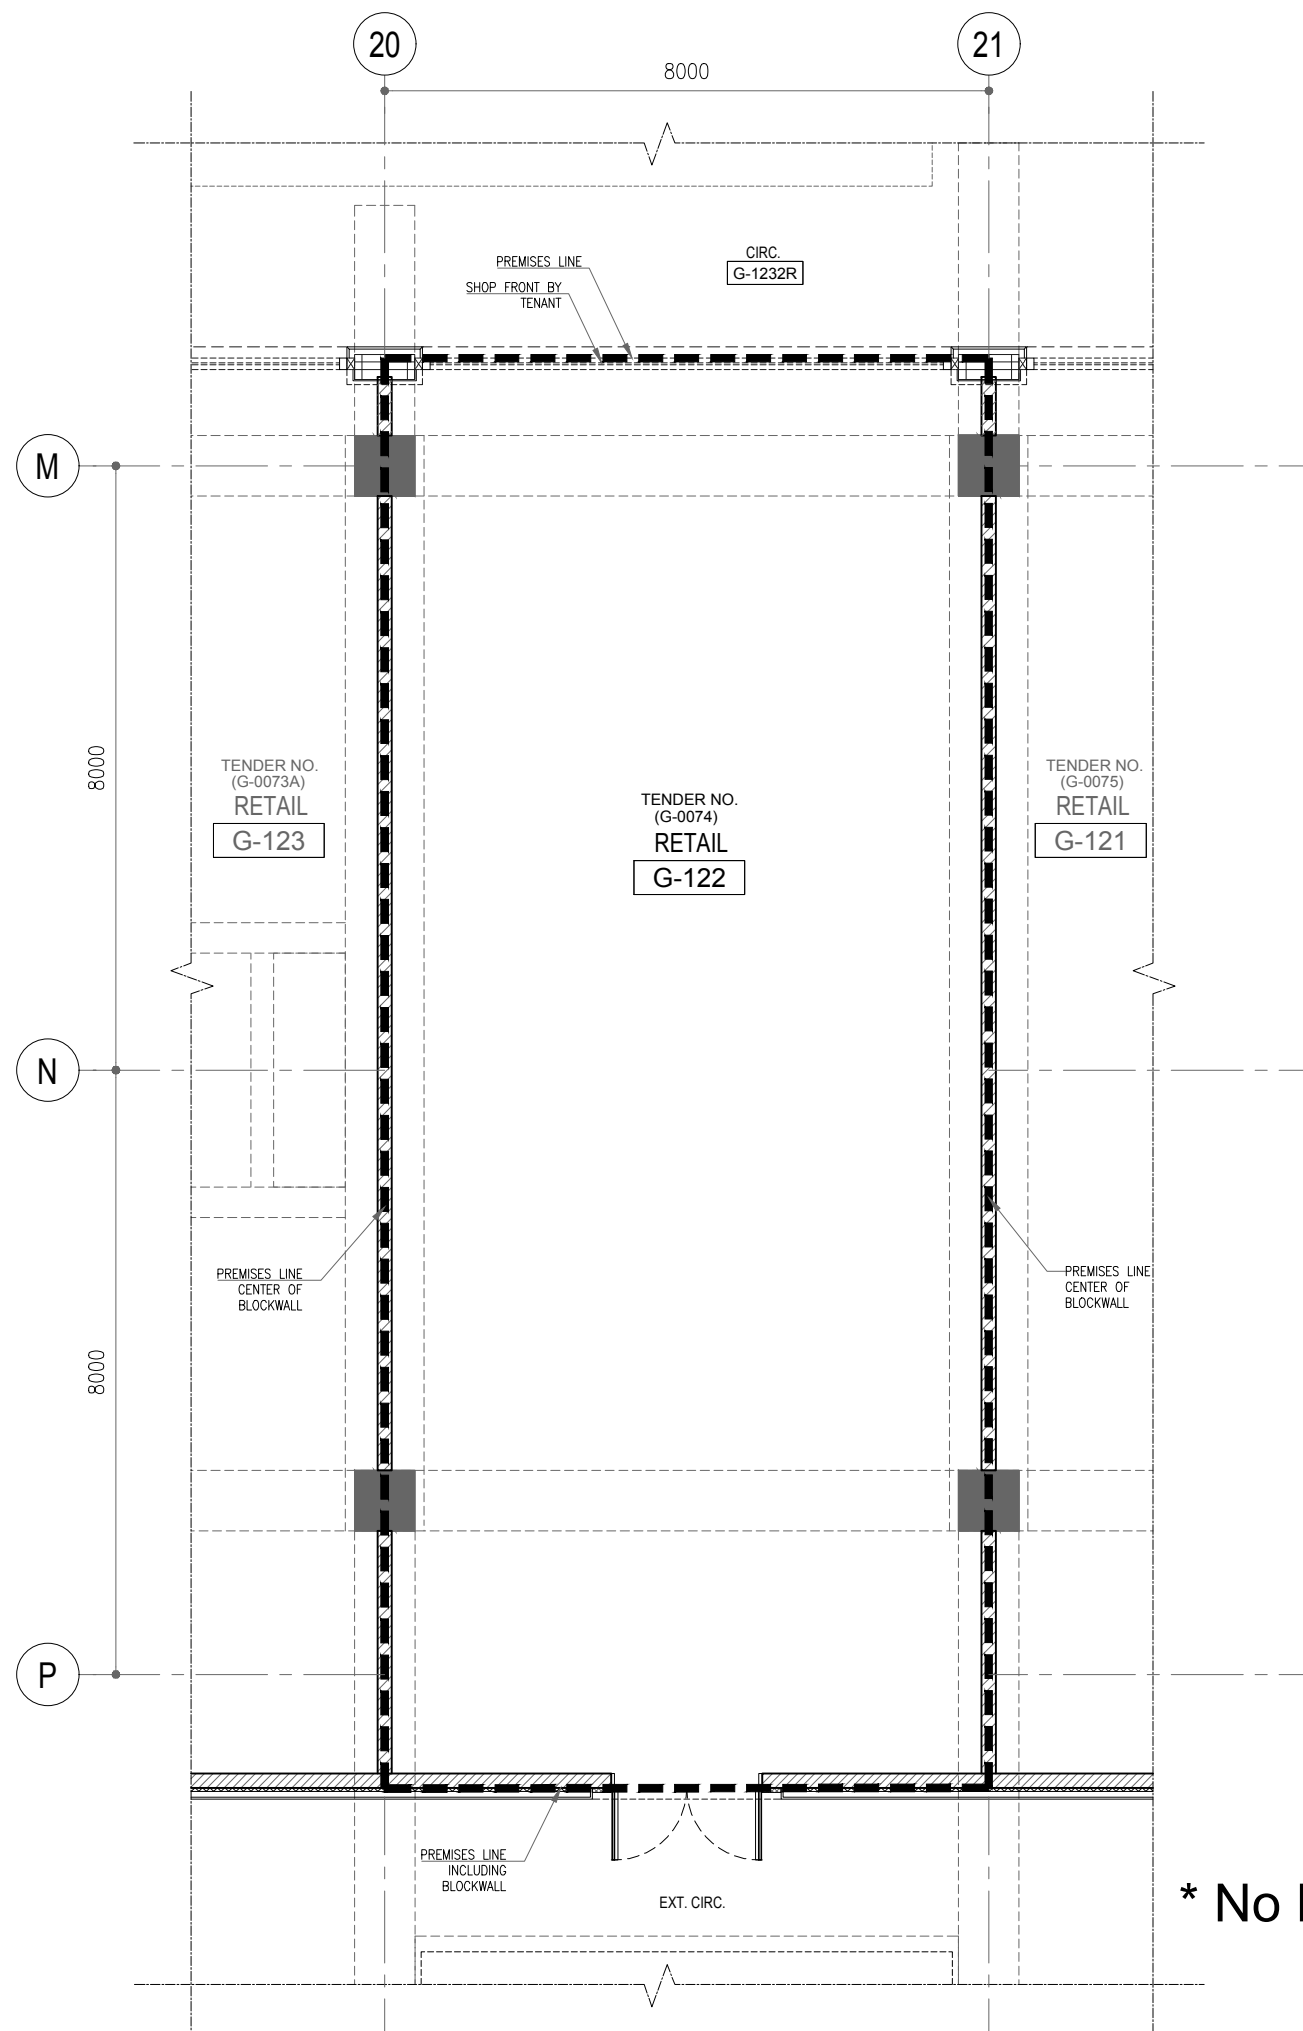 20
21
8000
CIRC.
G-1232R
PREMISES LINE
SHOP FRONT BY
TENANT
M
8000
TENDER NO.
(G-0073A)
RETAIL
G-123
TENDER NO.
(G-0074)
RETAIL
G-122
TENDER NO.
(G-0075)
RETAIL
G-121
N
PREMISES LINE
CENTER OF
BLOCKWALL
PREMISES LINE
CENTER OF
BLOCKWALL
8000
P
PREMISES LINE
INCLUDING
BLOCKWALL
EXT. CIRC.
* No